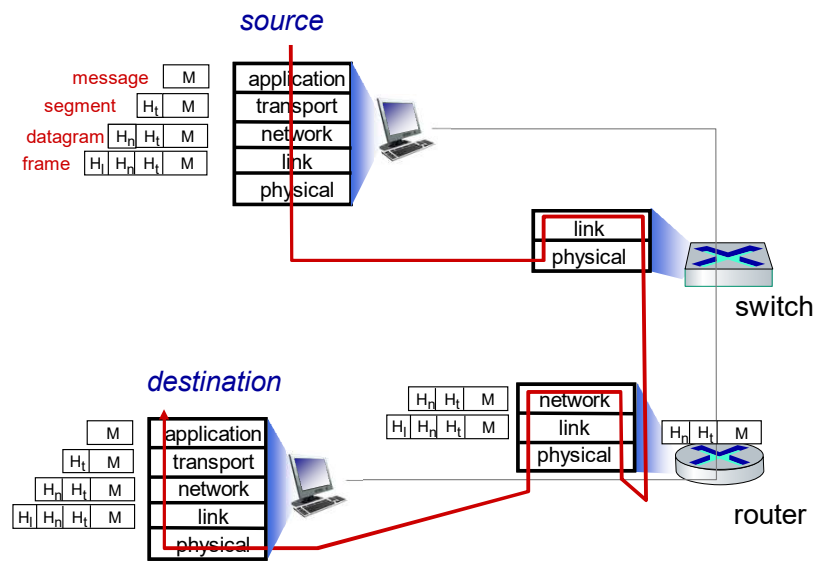 source
message M application
segment Ht M transport
datagram Hn Ht M network
frame Hl Hn Ht M link
physical
link
physical
switch
destination
Hn Ht M network
Hl Hn Ht M link
physical
Hn Ht M
router
M application
Ht M transport
Hn Ht M network
Hl Hn Ht M link
physical